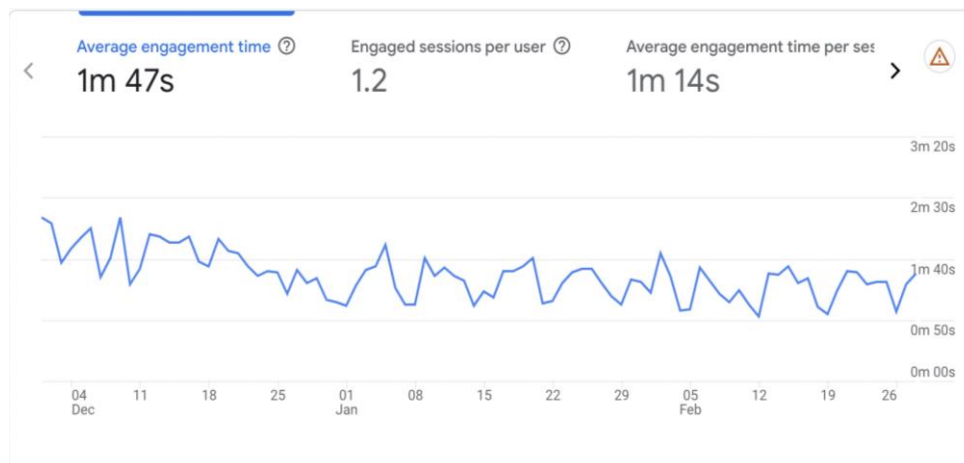 Average engagement time
1m 47s
Engaged sessions per user
1.2
Average engagement time per ses
1m 14s
3m 20s
2m 30s
1m 40s
0m 50s
0m 00s
04 11 18 25 01 08 15 22 29 05 12 19 26
Dec Jan Feb